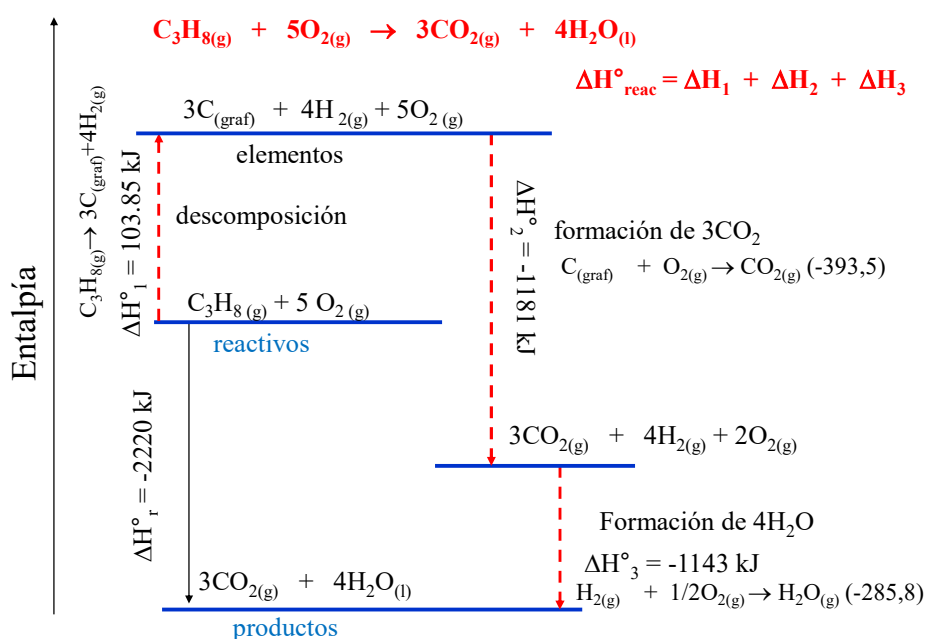 C₃H₈(g) + 5O₂(g) → 3CO₂(g) + 4H₂O(l)
ΔH°reac = ΔH₁ + ΔH₂ + ΔH₃
Entalpía
3C(graf) + 4H₂(g) + 5O₂(g)
elementos
C₃H₈(g) → 3C(graf)+4H₂(g)
ΔH°₁ = 103.85 kJ
descomposición
ΔH°₂ = -1181 kJ
formación de 3CO₂
C(graf) + O₂(g) → CO₂(g) (-393,5)
C₃H₈(g) + 5 O₂(g)
reactivos
ΔH°r = -2220 kJ
3CO₂(g) + 4H₂(g) + 2O₂(g)
Formación de 4H₂O
ΔH°₃ = -1143 kJ
H₂(g) + 1/2O₂(g) → H₂O(g) (-285,8)
3CO₂(g) + 4H₂O(l)
productos